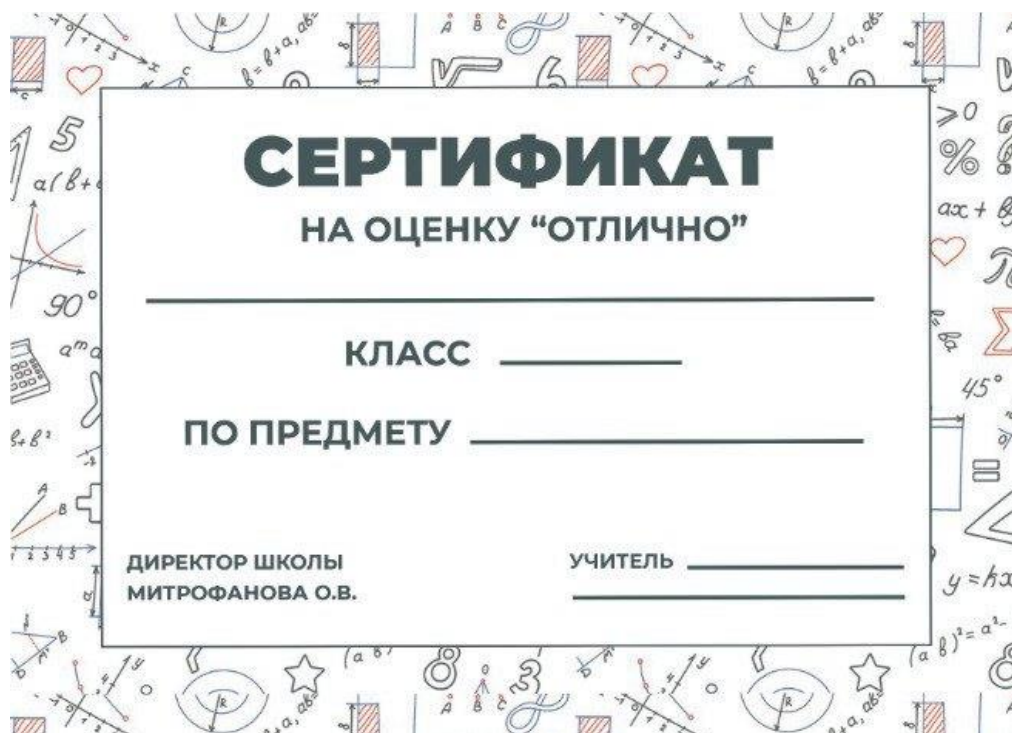 СЕРТИФИКАТ
НА ОЦЕНКУ “ОТЛИЧНО”
КЛАСС
ПО ПРЕДМЕТУ
ДИРЕКТОР ШКОЛЫ
МИТРОФАНОВА О.В.
УЧИТЕЛЬ